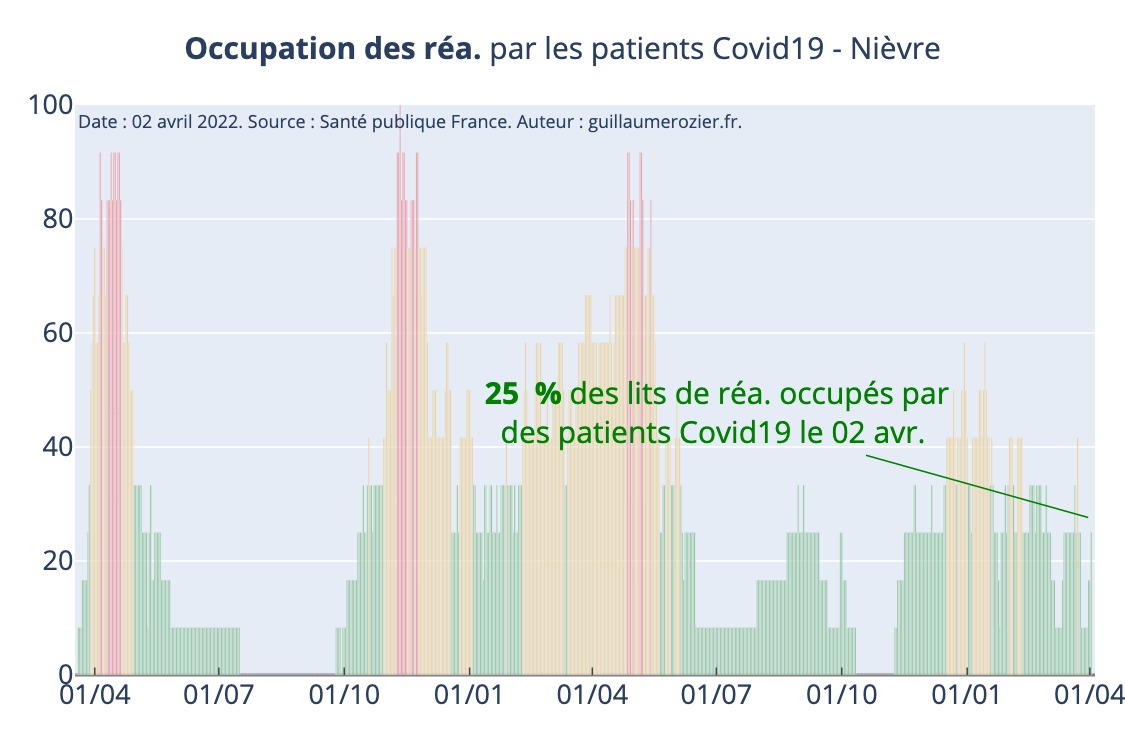 Occupation des réa. par les patients Covid19 - Nièvre
100
Date : 02 avril 2022. Source : Santé publique France. Auteur : guillaumerozier.fr.
80
60
25 % des lits de réa. occupés par
des patients Covid19 le 02 avr.
40
20
0
01/04 01/07 01/10 01/01 01/04 01/07 01/10 01/01 01/04